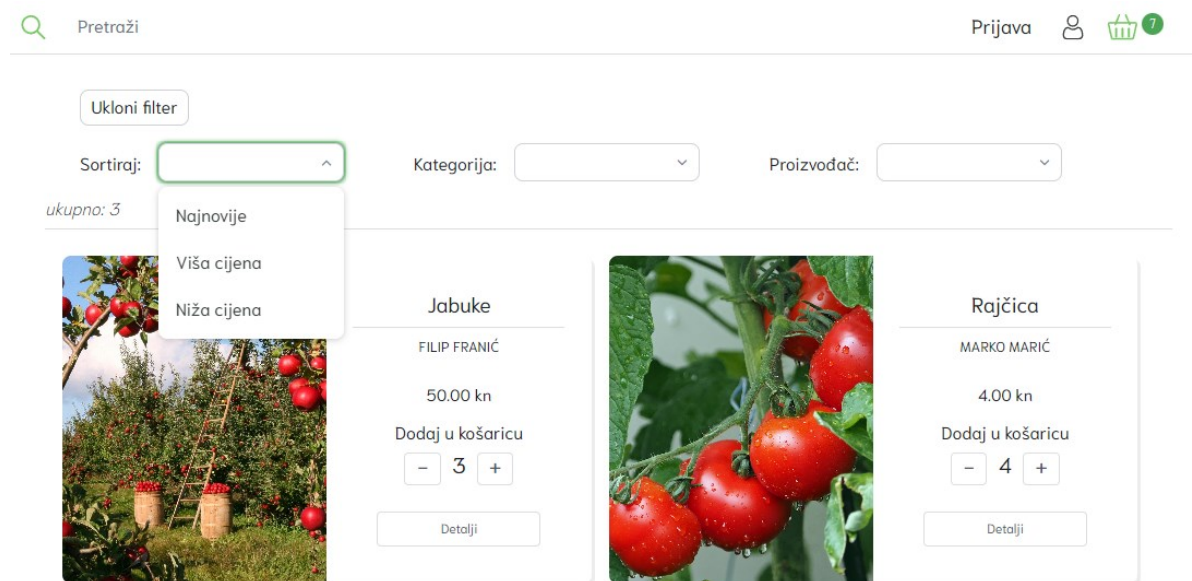 Pretraži
Prijava
7
Ukloni filter
Sortiraj:
Kategorija:
Proizvođač:
ukupno: 3
Najnovije
Viša cijena
Niža cijena
Jabuke
FILIP FRANIĆ
50.00 kn
Dodaj u košaricu
− 3 +
Detalji
Rajčica
MARKO MARIĆ
4.00 kn
Dodaj u košaricu
− 4 +
Detalji